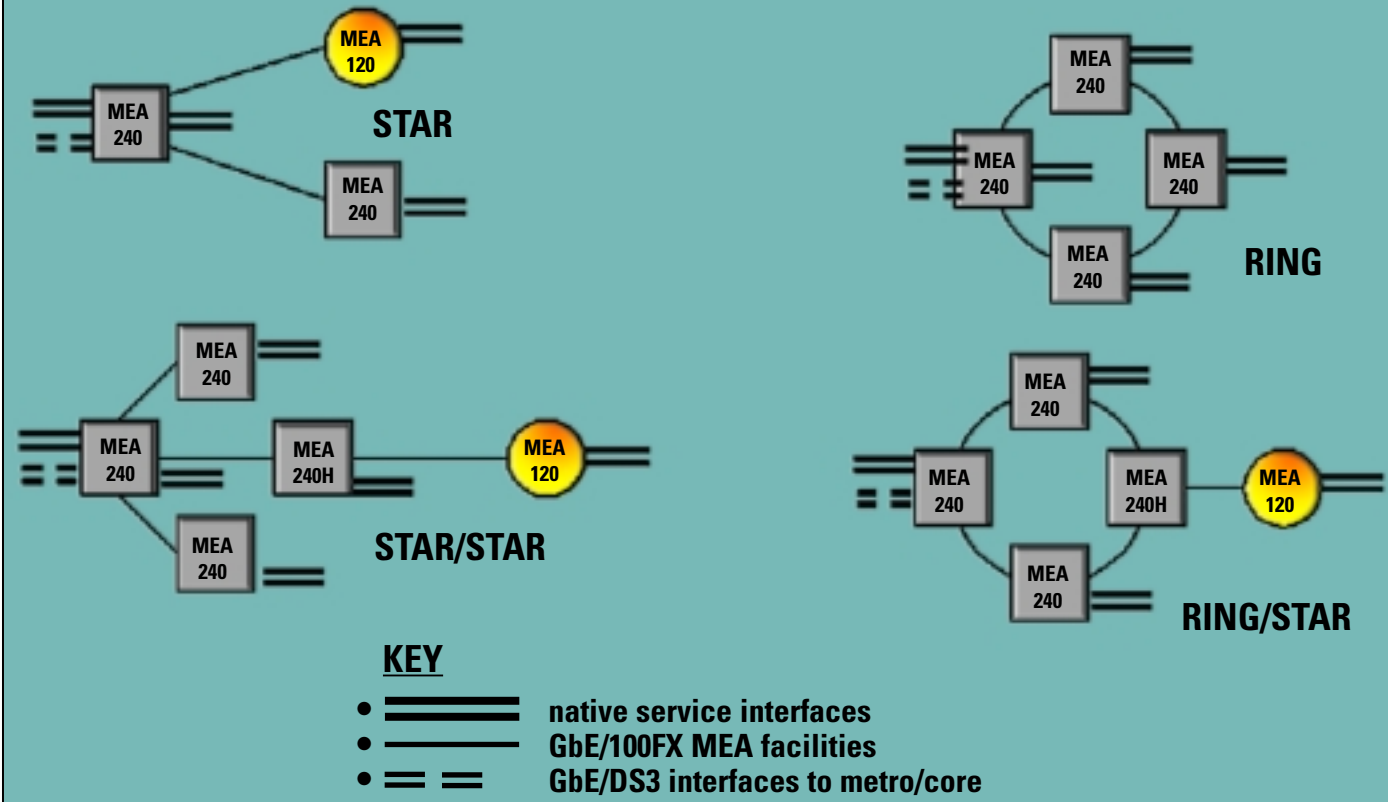 MEA
120
MEA
240
STAR
MEA
240
MEA
240
MEA
240
MEA
240
MEA
240
RING
MEA
240
MEA
240
MEA
240H
MEA
120
MEA
240
STAR/STAR
MEA
240
MEA
240
MEA
240H
MEA
120
MEA
240
RING/STAR
KEY
• native service interfaces
• GbE/100FX MEA facilities
• GbE/DS3 interfaces to metro/core